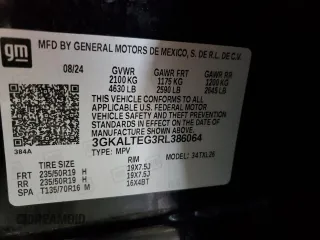 gm
MFD BY GENERAL MOTORS DE MEXICO, S. DE R.L. DE C.V.
08/24 GVWR GAWR FRT GAWR RR
2100 KG 1175 KG 1200 KG
4630 LB 2590 LB 2645 LB
THIS VEHICLE CONFORMS TO ALL APPLICABLE
U.S. FEDERAL MOTOR VEHICLE SAFETY, BUMPER,
AND THEFT PREVENTION STANDARDS IN EFFECT
ON THE DATE OF MANUFACTURE SHOWN ABOVE.
3GKALTEG3RL386064
384A TYPE: MPV MODEL: 34TXL26
FRT 235/50R19 H 19X7.5J
RR 235/50R19 H 19X7.5J
SPA T135/70R16 M 16X4BT
© IDREAMOLD